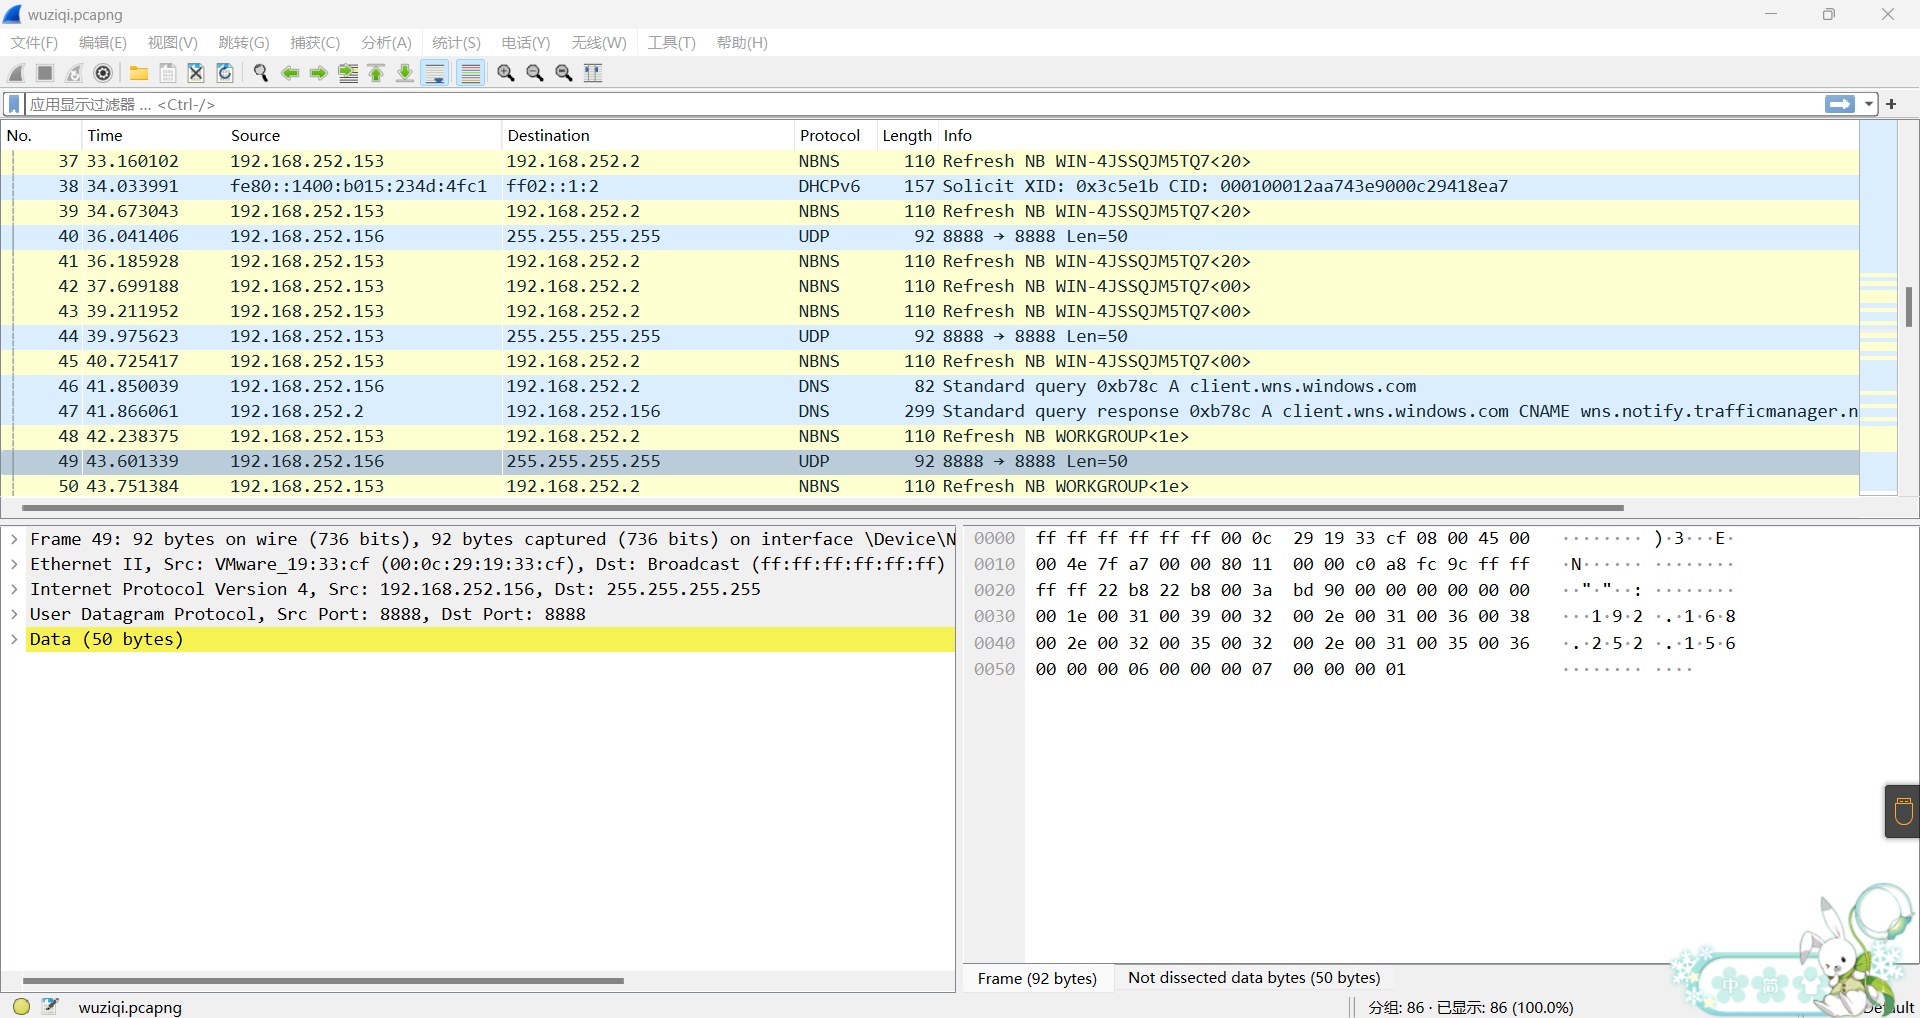 wuziqi.pcapng
文件(F) 编辑(E) 视图(V) 跳转(G) 捕获(C) 分析(A) 统计(S) 电话(Y) 无线(W) 工具(T) 帮助(H)
应用显示过滤器 … <Ctrl-/>
No. Time Source Destination Protocol Length Info
37 33.160102 192.168.252.153 192.168.252.2 NBNS 110 Refresh NB WIN-4JSSQJM5TQ7<20>
38 34.033991 fe80::1400:b015:234d:4fc1 ff02::1:2 DHCPv6 157 Solicit XID: 0x3c5e1b CID: 000100012aa743e9000c29418ea7
39 34.673043 192.168.252.153 192.168.252.2 NBNS 110 Refresh NB WIN-4JSSQJM5TQ7<20>
40 36.041406 192.168.252.156 255.255.255.255 UDP 92 8888 → 8888 Len=50
41 36.185928 192.168.252.153 192.168.252.2 NBNS 110 Refresh NB WIN-4JSSQJM5TQ7<20>
42 37.699188 192.168.252.153 192.168.252.2 NBNS 110 Refresh NB WIN-4JSSQJM5TQ7<00>
43 39.211952 192.168.252.153 192.168.252.2 NBNS 110 Refresh NB WIN-4JSSQJM5TQ7<00>
44 39.975623 192.168.252.153 255.255.255.255 UDP 92 8888 → 8888 Len=50
45 40.725417 192.168.252.153 192.168.252.2 NBNS 110 Refresh NB WIN-4JSSQJM5TQ7<00>
46 41.850039 192.168.252.156 192.168.252.2 DNS 82 Standard query 0xb78c A client.wns.windows.com
47 41.866061 192.168.252.2 192.168.252.156 DNS 299 Standard query response 0xb78c A client.wns.windows.com CNAME wns.notify.trafficmanager.n
48 42.238375 192.168.252.153 192.168.252.2 NBNS 110 Refresh NB WORKGROUP<1e>
49 43.601339 192.168.252.156 255.255.255.255 UDP 92 8888 → 8888 Len=50
50 43.751384 192.168.252.153 192.168.252.2 NBNS 110 Refresh NB WORKGROUP<1e>
Frame 49: 92 bytes on wire (736 bits), 92 bytes captured (736 bits) on interface \Device\N
Ethernet II, Src: VMware_19:33:cf (00:0c:29:19:33:cf), Dst: Broadcast (ff:ff:ff:ff:ff:ff)
Internet Protocol Version 4, Src: 192.168.252.156, Dst: 255.255.255.255
User Datagram Protocol, Src Port: 8888, Dst Port: 8888
Data (50 bytes)
0000 ff ff ff ff ff ff 00 0c 29 19 33 cf 08 00 45 00 ········ )·3···E·
0010 00 4e 7f a7 00 00 80 11 00 00 c0 a8 fc 9c ff ff ·N······ ········
0020 ff ff 22 b8 22 b8 00 3a bd 90 00 00 00 00 00 00 ··"·"··: ········
0030 00 1e 00 31 00 39 00 32 00 2e 00 31 00 36 00 38 ···1·9·2 ·.·1·6·8
0040 00 2e 00 32 00 35 00 32 00 2e 00 31 00 35 00 36 ·.·2·5·2 ·.·1·5·6
0050 00 00 00 06 00 00 00 07 00 00 00 01 ········ ····
Frame (92 bytes) Not dissected data bytes (50 bytes)
中 简
wuziqi.pcapng 分组: 86 · 已显示: 86 (100.0%)